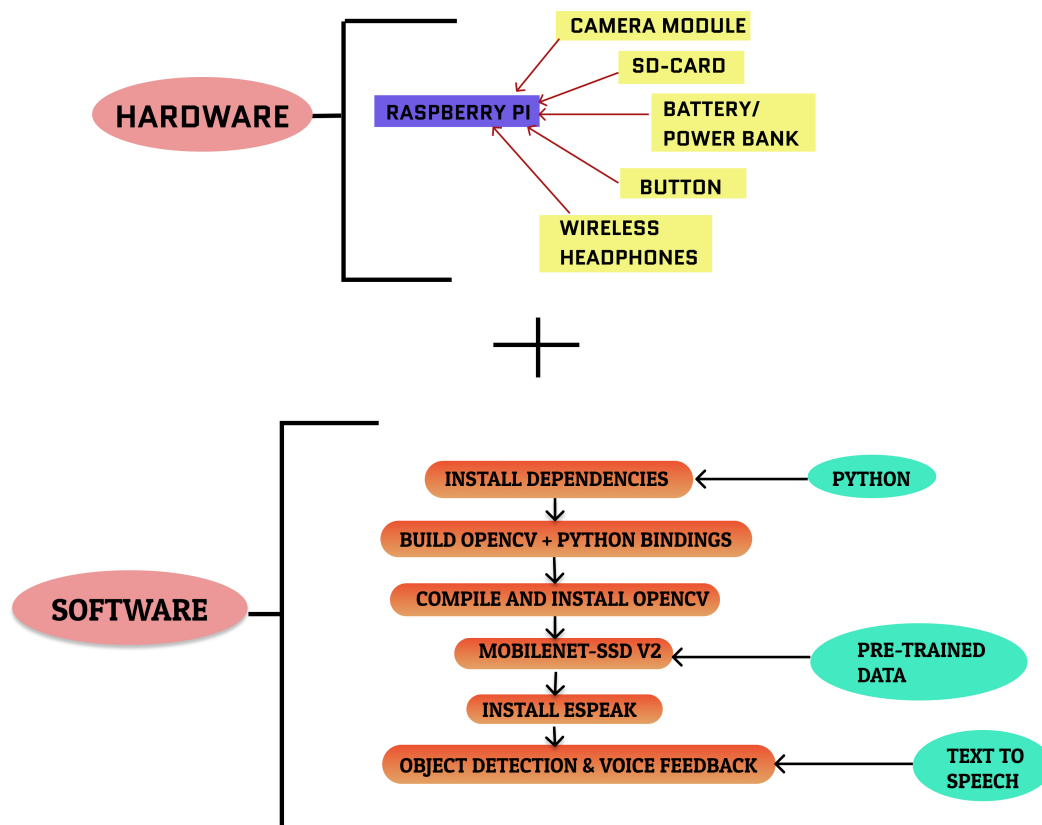 CAMERA MODULE
SD-CARD
HARDWARE
RASPBERRY PI
BATTERY/
POWER BANK
BUTTON
WIRELESS
HEADPHONES
+
INSTALL DEPENDENCIES
PYTHON
BUILD OPENCV + PYTHON BINDINGS
COMPILE AND INSTALL OPENCV
SOFTWARE
MOBILENET-SSD V2
PRE-TRAINED
DATA
INSTALL ESPEAK
OBJECT DETECTION & VOICE FEEDBACK
TEXT TO
SPEECH